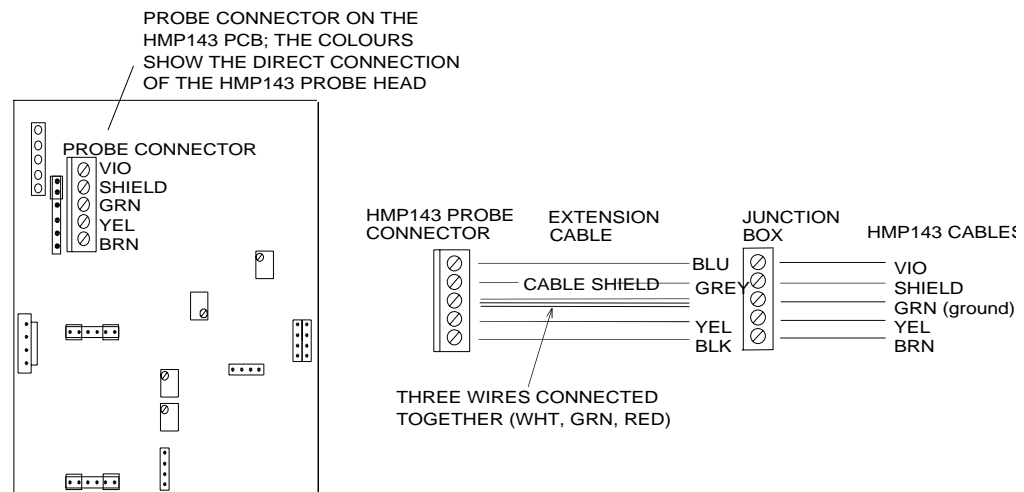 PROBE CONNECTOR ON THE
HMP143 PCB; THE COLOURS
SHOW THE DIRECT CONNECTION
OF THE HMP143 PROBE HEAD
PROBE CONNECTOR
VIO
SHIELD
GRN
YEL
BRN
HMP143 PROBE
CONNECTOR
EXTENSION
CABLE
JUNCTION
BOX
HMP143 CABLES
BLU
CABLE SHIELD
GREY
YEL
BLK
VIO
SHIELD
GRN (ground)
YEL
BRN
THREE WIRES CONNECTED
TOGETHER (WHT, GRN, RED)